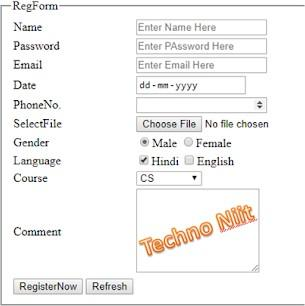 RegForm
Name Enter Name Here
Password Enter PAssword Here
Email Enter Email Here
Date dd-mm-yyyy
PhoneNo.
SelectFile Choose File No file chosen
Gender Male Female
Language Hindi English
Course CS
Comment Techno Niit
RegisterNow Refresh